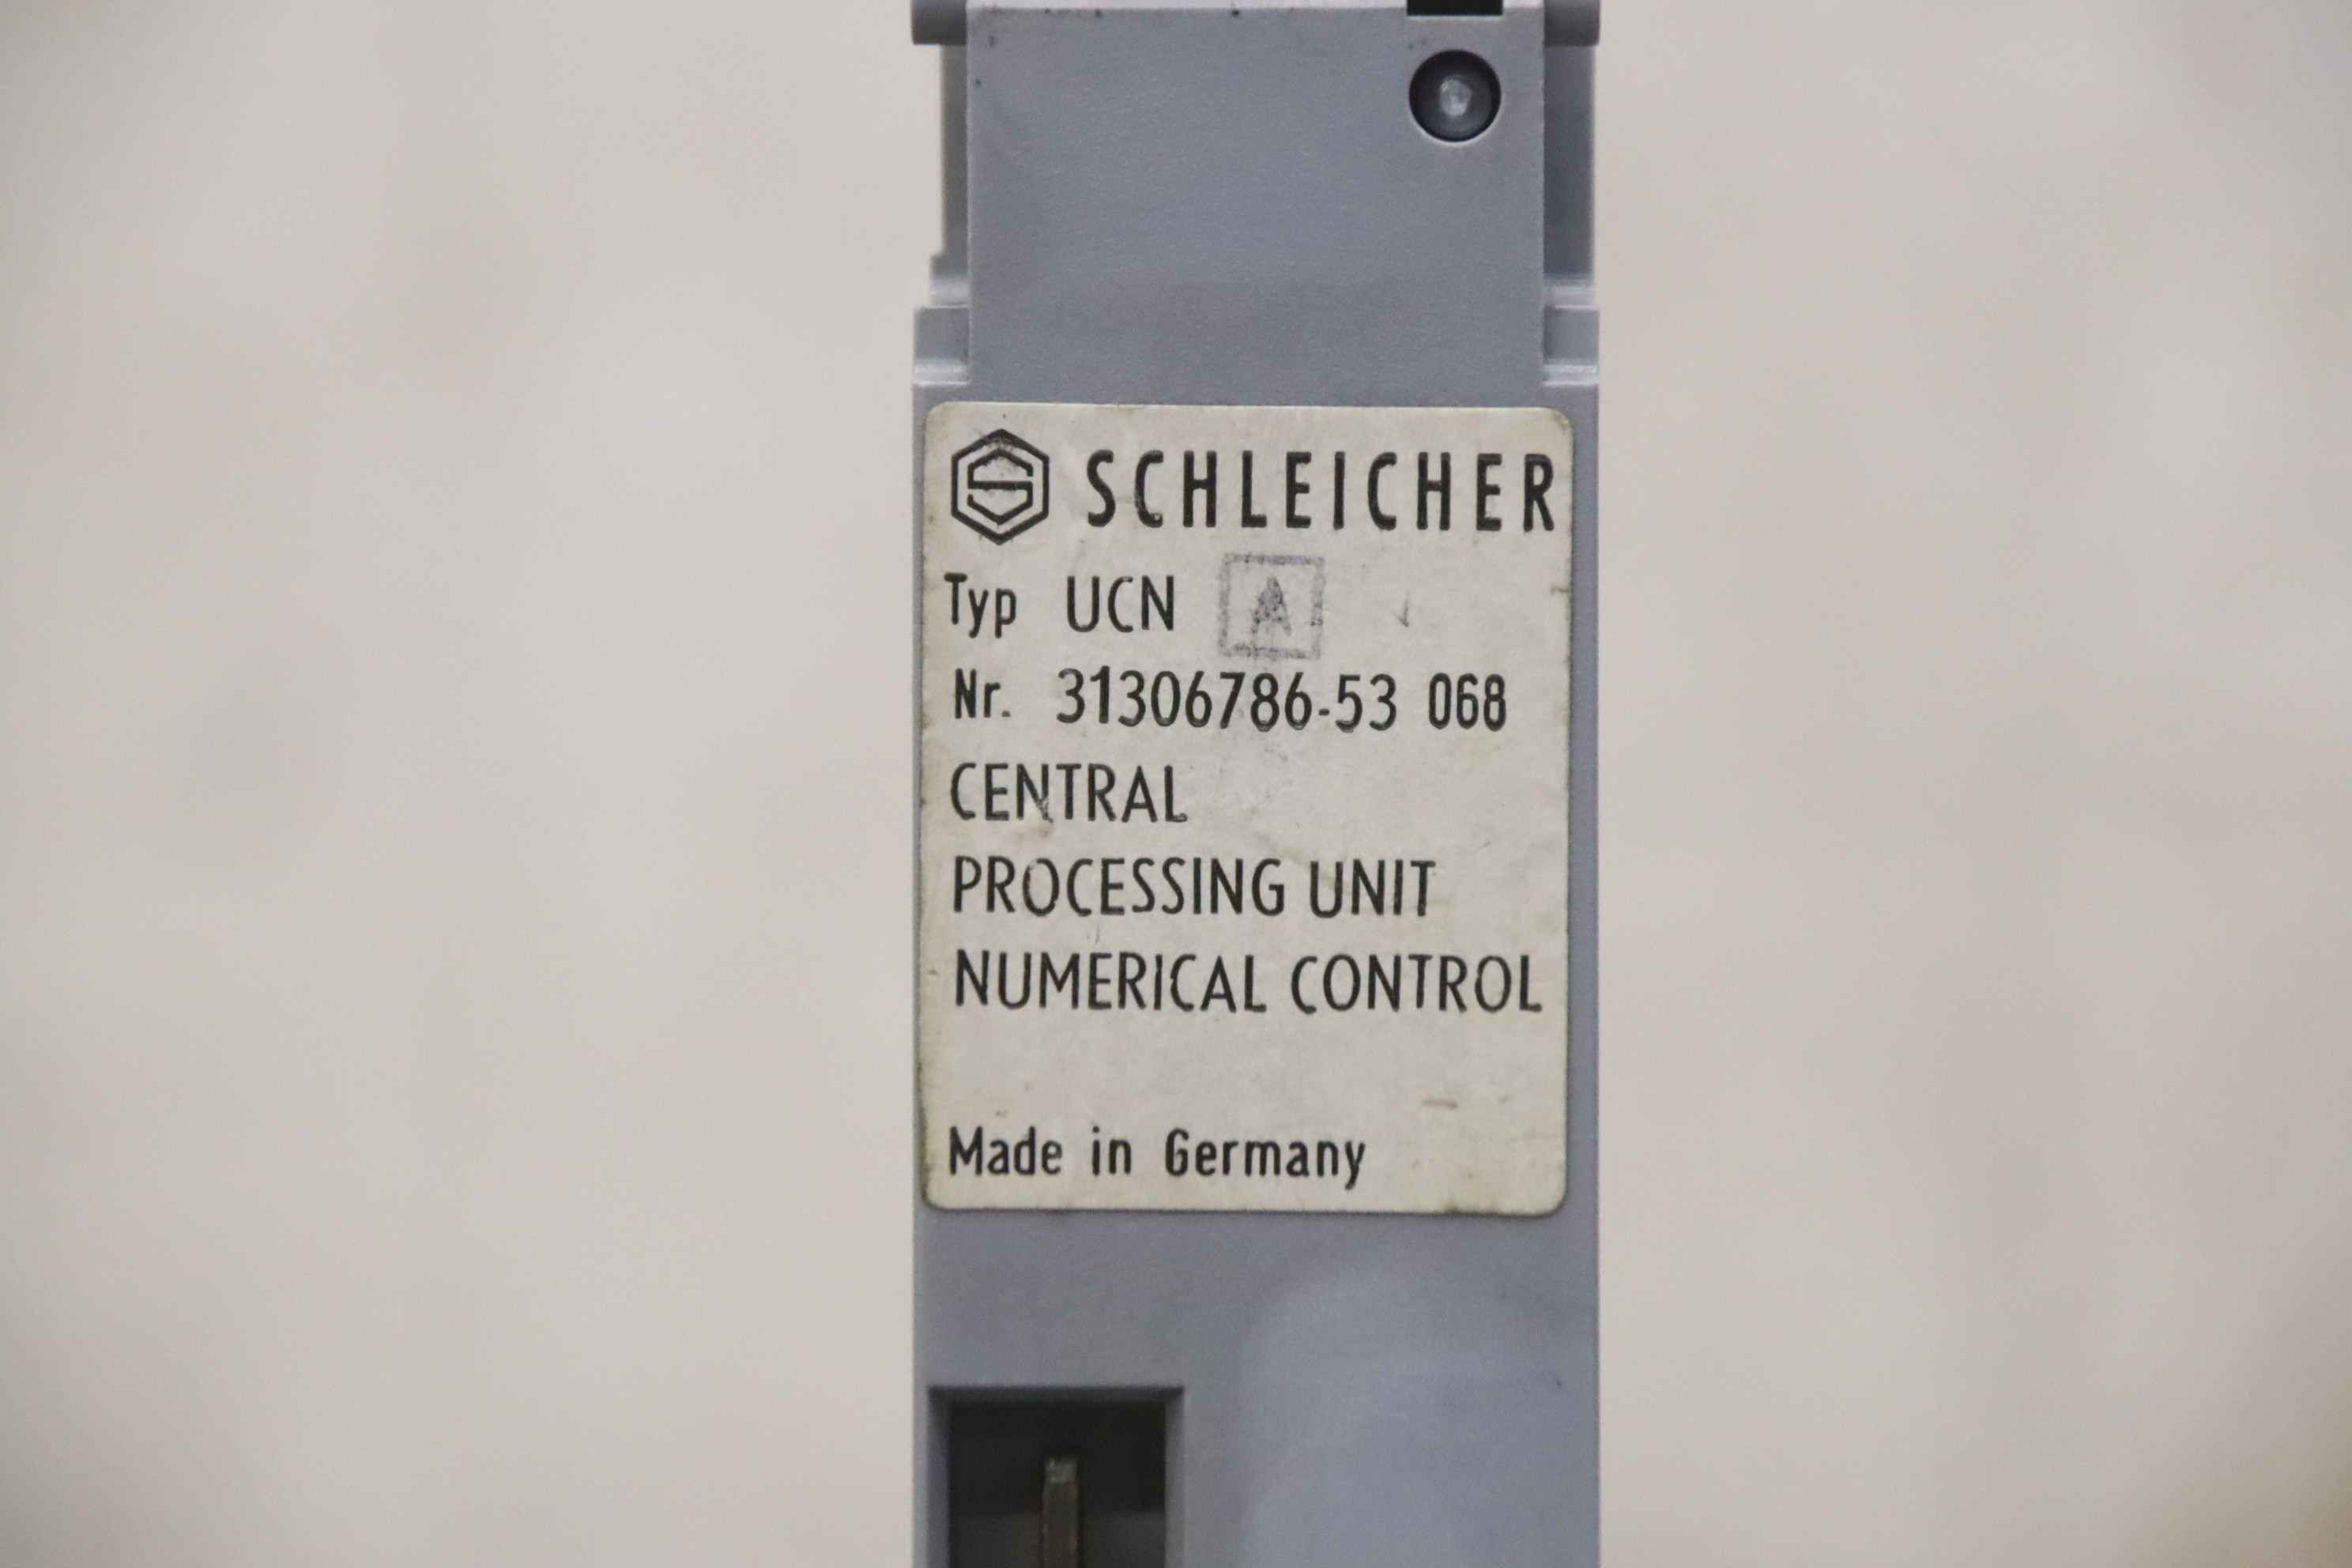 SCHLEICHER
Typ UCN A
Nr. 31306786-53 068
CENTRAL
PROCESSING UNIT
NUMERICAL CONTROL
Made in Germany